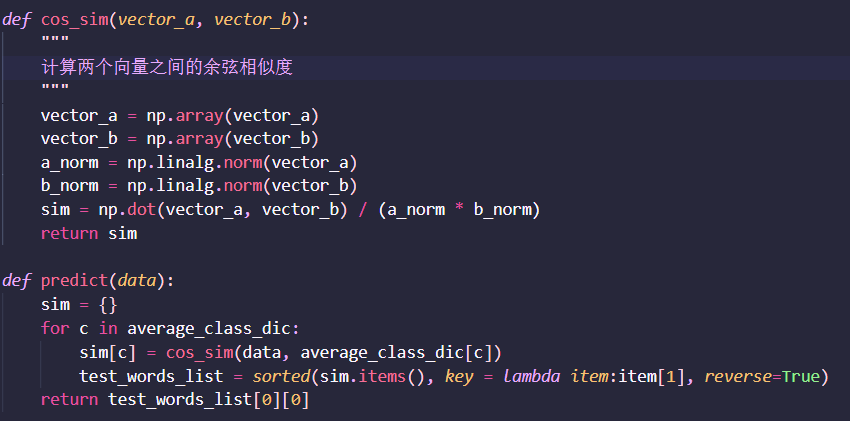 def cos_sim(vector_a, vector_b):
    """
    计算两个向量之间的余弦相似度
    """
    vector_a = np.array(vector_a)
    vector_b = np.array(vector_b)
    a_norm = np.linalg.norm(vector_a)
    b_norm = np.linalg.norm(vector_b)
    sim = np.dot(vector_a, vector_b) / (a_norm * b_norm)
    return sim

def predict(data):
    sim = {}
    for c in average_class_dic:
        sim[c] = cos_sim(data, average_class_dic[c])
        test_words_list = sorted(sim.items(), key = lambda item:item[1], reverse=True)
    return test_words_list[0][0]